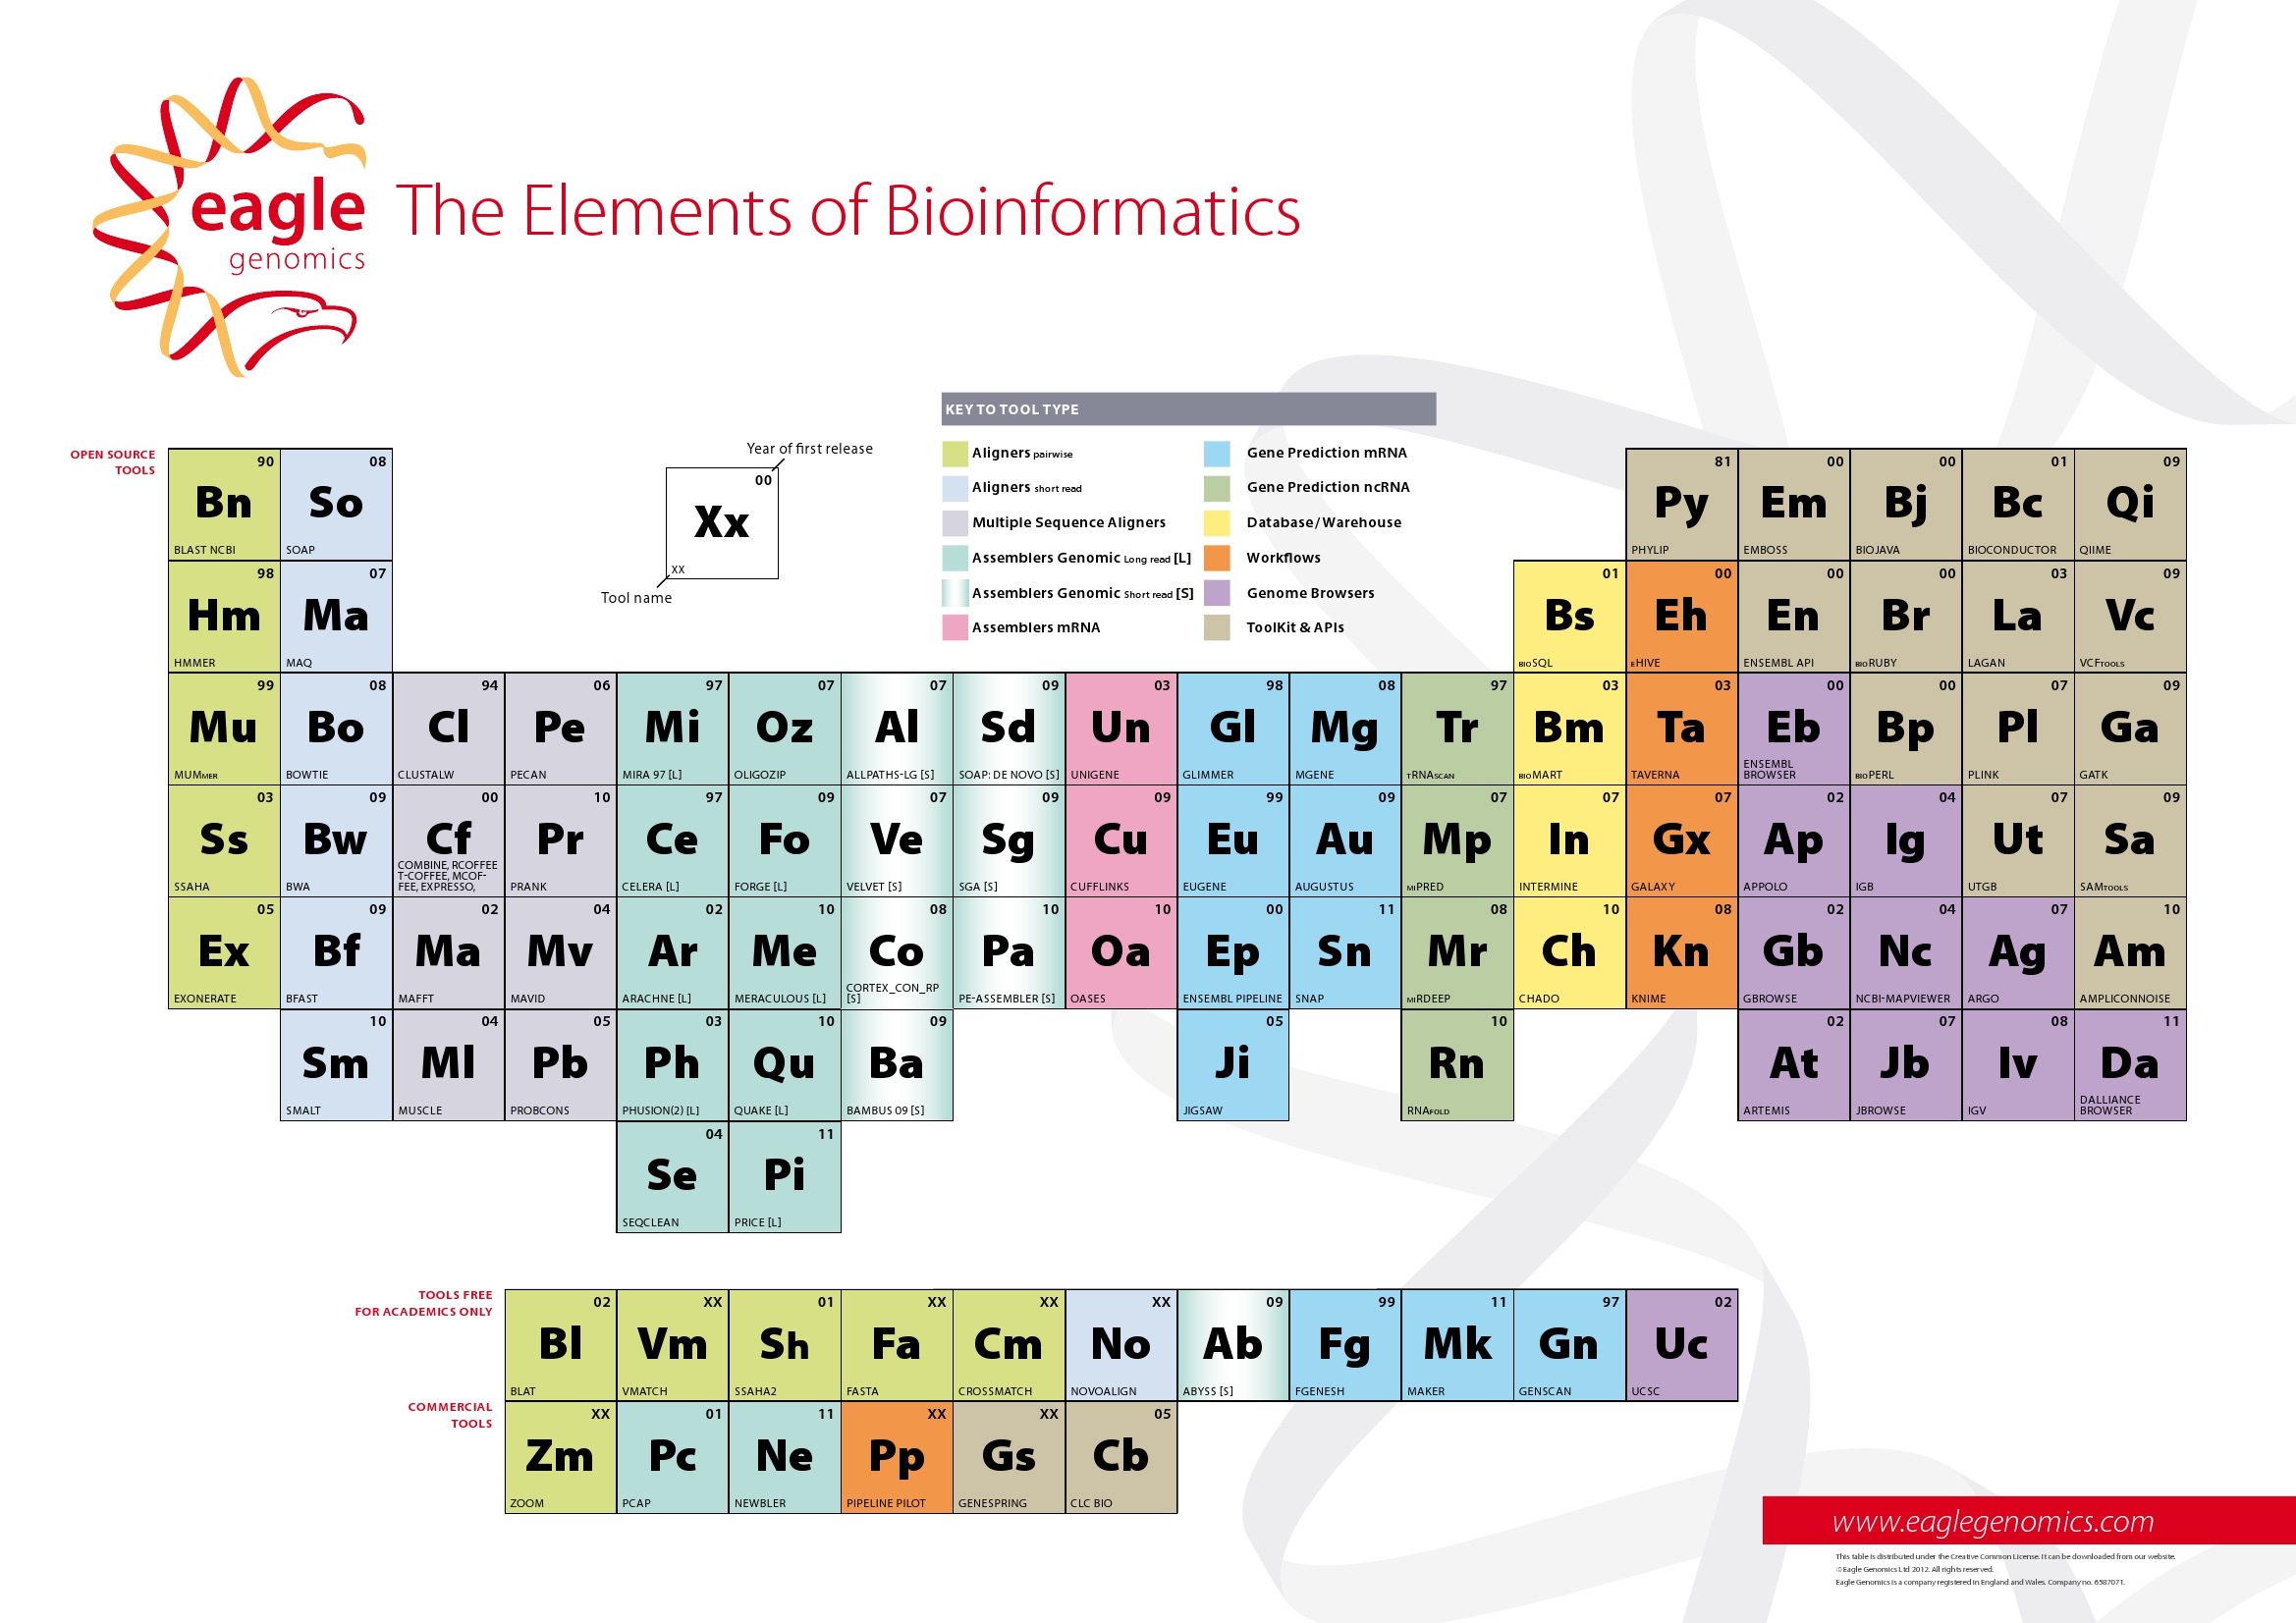 eagle
genomics
The Elements of Bioinformatics
KEY TO TOOL TYPE
Aligners pairwise
Aligners short read
Multiple Sequence Aligners
Assemblers Genomic Long read [L]
Assemblers Genomic Short read [S]
Assemblers mRNA
Gene Prediction mRNA
Gene Prediction ncRNA
Database/Warehouse
Workflows
Genome Browsers
ToolKit & APIs
Year of first release
00
Xx
XX
Tool name
OPEN SOURCE
TOOLS
90 08 81 00 00 01 09
Bn So Py Em Bj Bc Qi
BLAST NCBI SOAP PHYLIP EMBOSS BIOJAVA BIOCONDUCTOR QIIME
98 07 01 00 00 00 03 09
Hm Ma Bs Eh En Br La Vc
HMMER MAQ BIOSQL EHIVE ENSEMBL API BIORUBY LAGAN VCFTOOLS
99 08 94 06 97 07 07 09 03 98 08 97 03 03 00 00 07 09
Mu Bo Cl Pe Mi Oz Al Sd Un Gl Mg Tr Bm Ta Eb Bp Pl Ga
MUMMER BOWTIE CLUSTALW PECAN MIRA 97 [L] OLIGOZIP ALLPATHS-LG [S] SOAP: DE NOVO [S] UNIGENE GLIMMER MGENE TRNASCAN BIOMART TAVERNA ENSEMBL BROWSER BIOPERL PLINK GATK
03 09 00 10 97 09 07 09 09 99 09 07 07 07 02 04 07 09
Ss Bw Cf Pr Ce Fo Ve Sg Cu Eu Au Mp In Gx Ap Ig Ut Sa
SSAHA BWA COMBINE, RCOFFEE T-COFFEE, MCOF-FEE, EXPRESSO, PRANK CELERA [L] FORGE [L] VELVET [S] SGA [S] CUFFLINKS EUGENE AUGUSTUS MIPRED INTERMINE GALAXY APPOLO IGB UTGB SAMTOOLS
05 09 02 04 02 10 08 10 10 00 11 08 10 08 02 04 07 10
Ex Bf Ma Mv Ar Me Co Pa Oa Ep Sn Mr Ch Kn Gb Nc Ag Am
EXONERATE BFAST MAFFT MAVID ARACHNE [L] MERACULOUS [L] CORTEX_CON_RP [S] PE-ASSEMBLER [S] OASES ENSEMBL PIPELINE SNAP MIRDEEP CHADO KNIME GBROWSE NCBI-MAPVIEWER ARGO AMPLICONNOISE
10 04 05 03 10 09 05 10 02 07 08 11
Sm Ml Pb Ph Qu Ba Ji Rn At Jb Iv Da
SMALT MUSCLE PROBCONS PHUSION(2) [L] QUAKE [L] BAMBUS 09 [S] JIGSAW RNAFOLD ARTEMIS JBROWSE IGV DALLIANCE BROWSER
04 11
Se Pi
SEQCLEAN PRICE [L]
TOOLS FREE
FOR ACADEMICS ONLY
02 XX 01 XX XX XX 09 99 11 97 02
Bl Vm Sh Fa Cm No Ab Fg Mk Gn Uc
BLAT VMATCH SSAHA2 FASTA CROSSMATCH NOVOALIGN ABYSS [S] FGENESH MAKER GENSCAN UCSC
COMMERCIAL
TOOLS
XX 01 11 XX XX 05
Zm Pc Ne Pp Gs Cb
ZOOM PCAP NEWBLER PIPELINE PILOT GENESPRING CLC BIO
www.eaglegenomics.com
This table is distributed under the Creative Common License. It can be downloaded from our website.
©Eagle Genomics Ltd 2012. All rights reserved.
Eagle Genomics is a company registered in England and Wales. Company no. 6587071.